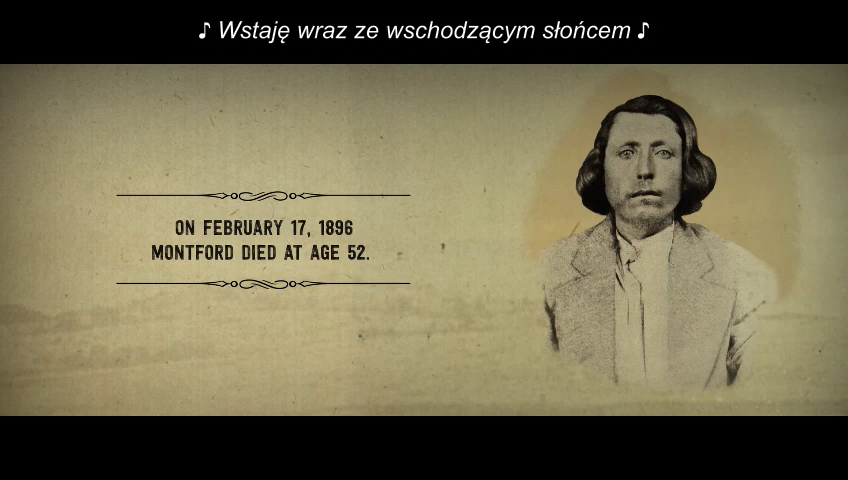 ♪ Wstaję wraz ze wschodzącym słońcem ♪
ON FEBRUARY 17, 1896
MONTFORD DIED AT AGE 52.